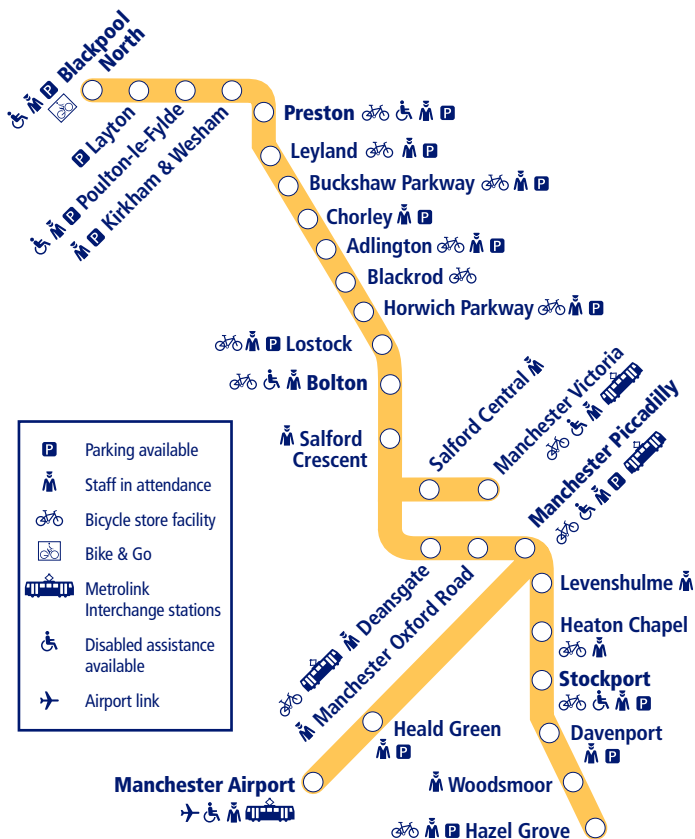 Blackpool
North
Layton
Poulton-le-Fylde
Kirkham & Wesham
Preston
Leyland
Buckshaw Parkway
Chorley
Adlington
Blackrod
Horwich Parkway
Lostock
Bolton
Salford
Crescent
Salford Central
Manchester Victoria
Manchester Piccadilly
Deansgate
Manchester Oxford Road
Levenshulme
Heaton Chapel
Stockport
Davenport
Woodsmoor
Hazel Grove
Heald Green
Manchester Airport
P Parking available
Staff in attendance
Bicycle store facility
Bike & Go
Metrolink
Interchange stations
Disabled assistance
available
Airport link